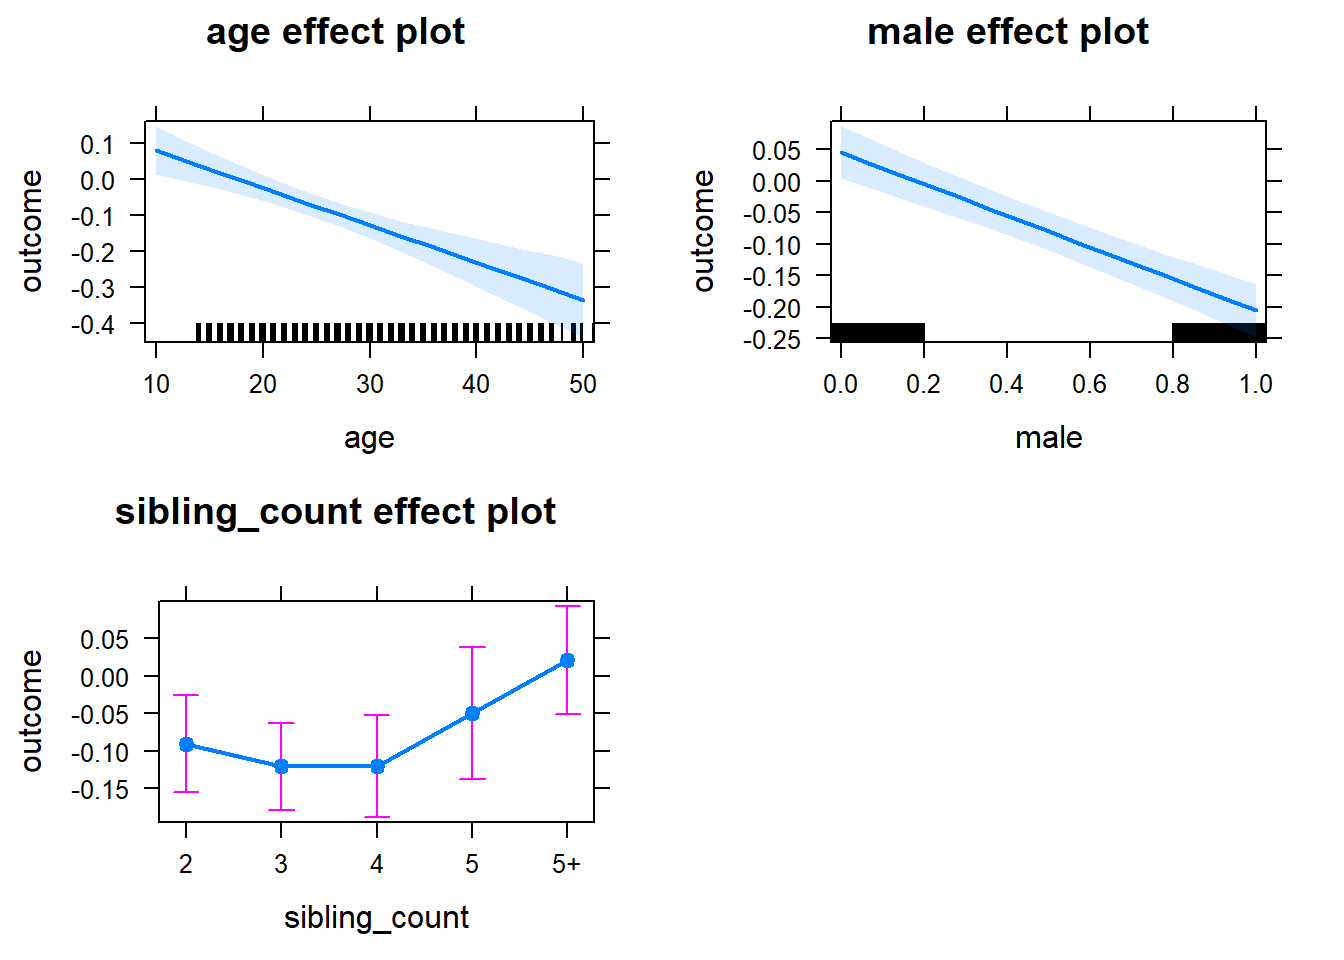 age effect plot
outcome
0.1
0.0
-0.1
-0.2
-0.3
-0.4
10 20 30 40 50
age
male effect plot
outcome
0.05
0.00
-0.05
-0.10
-0.15
-0.20
-0.25
0.0 0.2 0.4 0.6 0.8 1.0
male
sibling_count effect plot
outcome
0.05
0.00
-0.05
-0.10
-0.15
2 3 4 5 5+
sibling_count